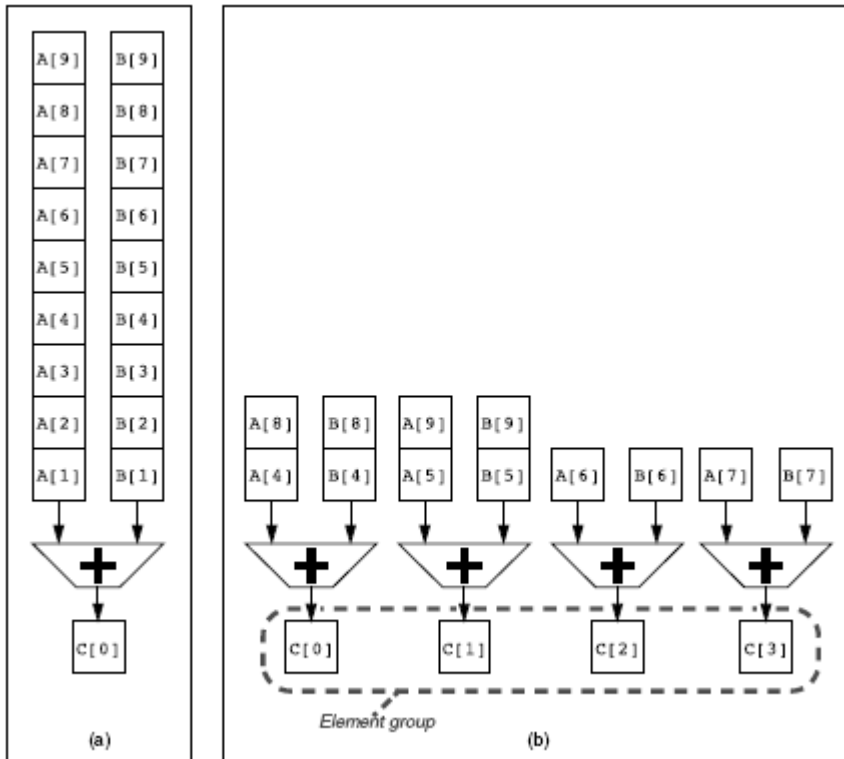 A[9] B[9]
A[8] B[8]
A[7] B[7]
A[6] B[6]
A[5] B[5]
A[4] B[4]
A[3] B[3]
A[2] B[2]
A[1] B[1]
+
C[0]
(a)
A[8] B[8] A[9] B[9]
A[4] B[4] A[5] B[5] A[6] B[6] A[7] B[7]
+ + + +
C[0] C[1] C[2] C[3]
Element group
(b)